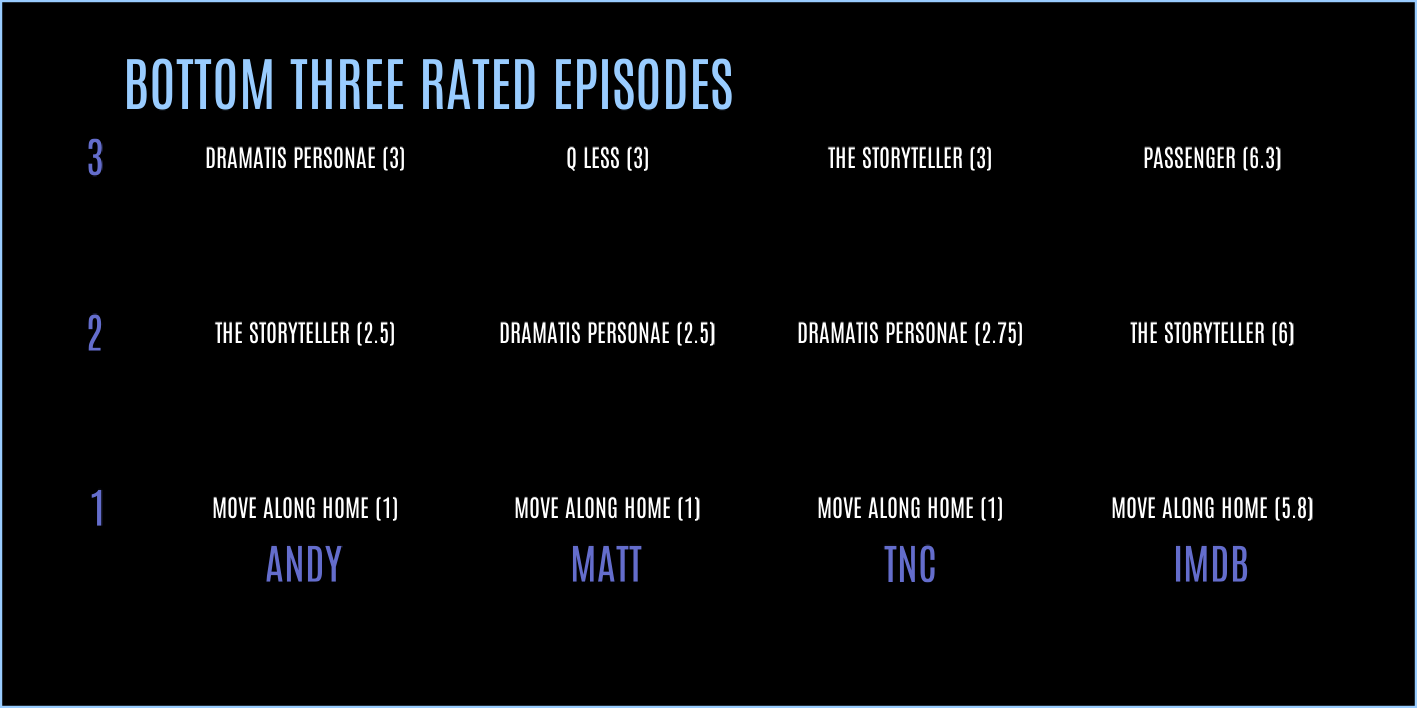 BOTTOM THREE RATED EPISODES
3 DRAMATIS PERSONAE (3) Q LESS (3) THE STORYTELLER (3) PASSENGER (6.3)
2 THE STORYTELLER (2.5) DRAMATIS PERSONAE (2.5) DRAMATIS PERSONAE (2.75) THE STORYTELLER (6)
1 MOVE ALONG HOME (1) MOVE ALONG HOME (1) MOVE ALONG HOME (1) MOVE ALONG HOME (5.8)
ANDY MATT TNC IMDB